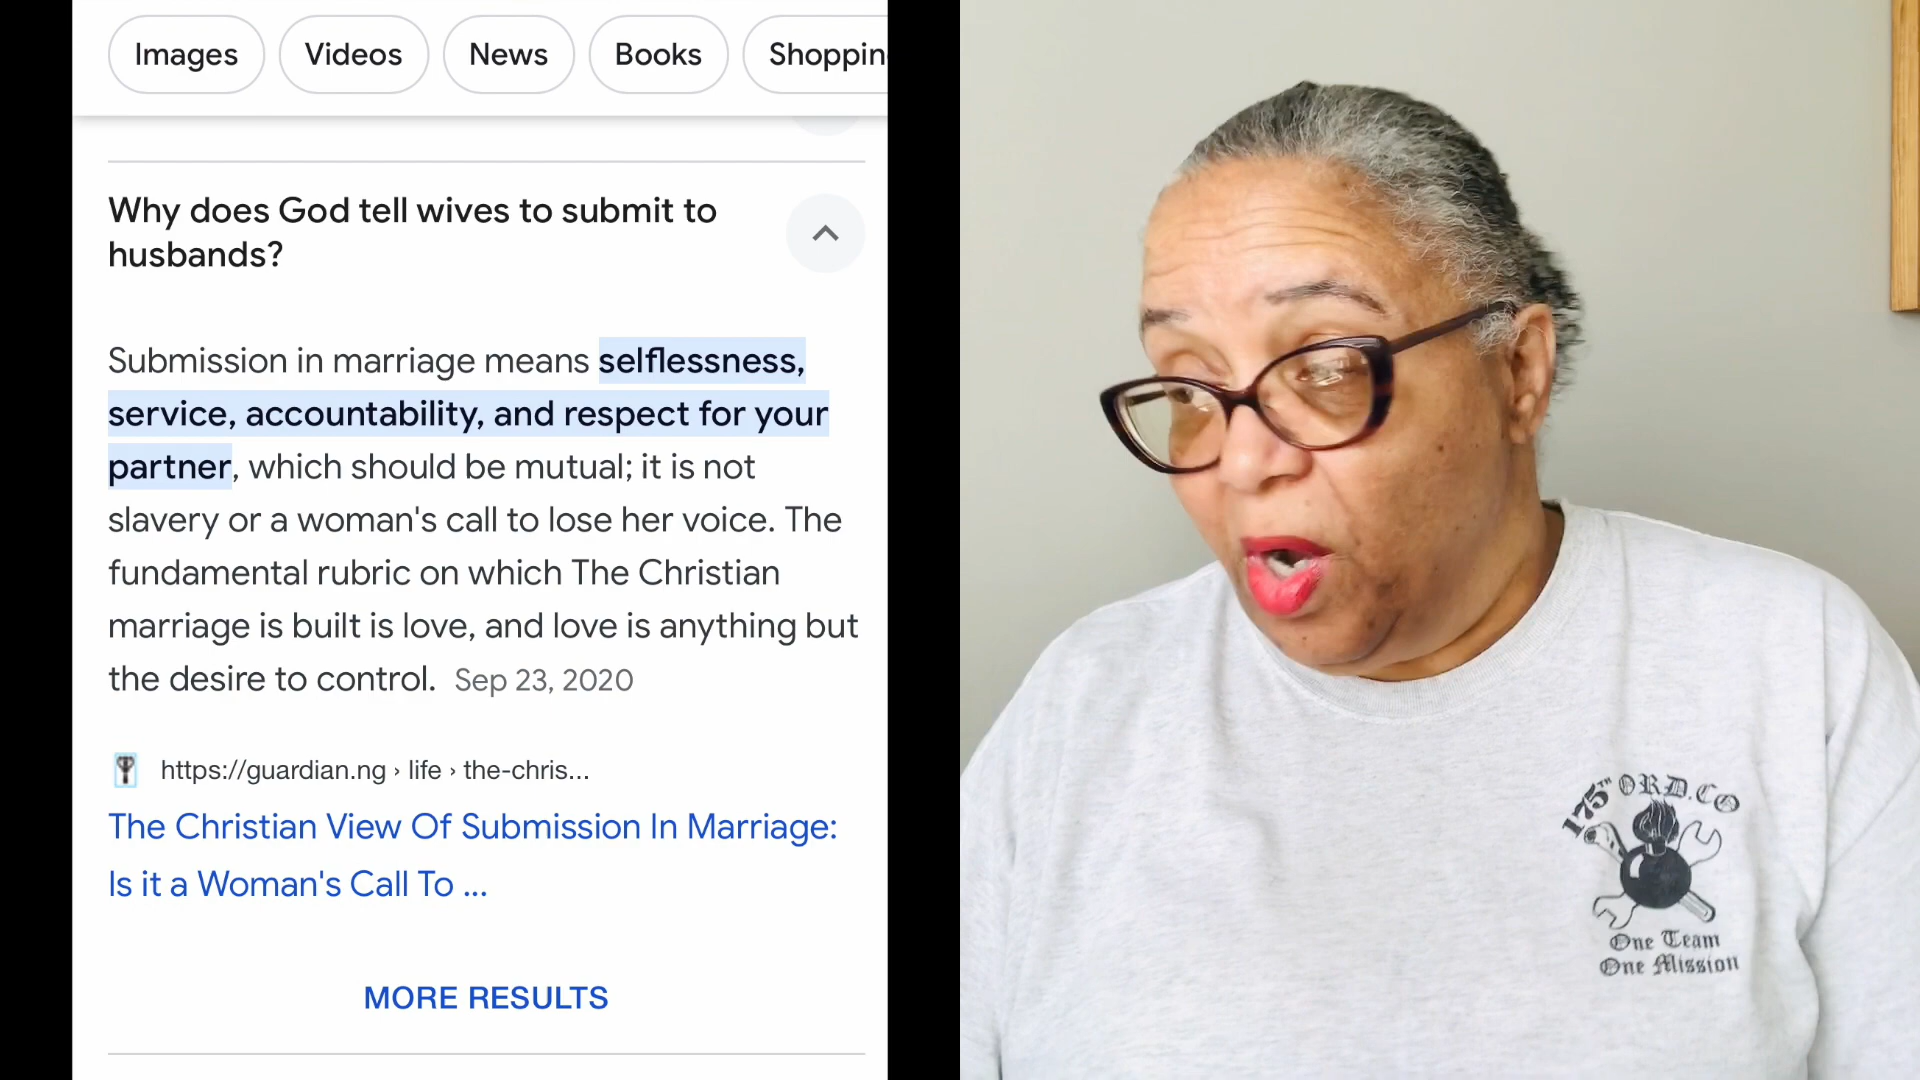 Images Videos News Books Shoppin
Why does God tell wives to submit to
husbands?
Submission in marriage means selflessness,
service, accountability, and respect for your
partner, which should be mutual; it is not
slavery or a woman's call to lose her voice. The
fundamental rubric on which The Christian
marriage is built is love, and love is anything but
the desire to control. Sep 23, 2020
https://guardian.ng › life › the-chris...
The Christian View Of Submission In Marriage:
Is it a Woman's Call To ...
MORE RESULTS
175TH ORD.CO
One Team
One Mission